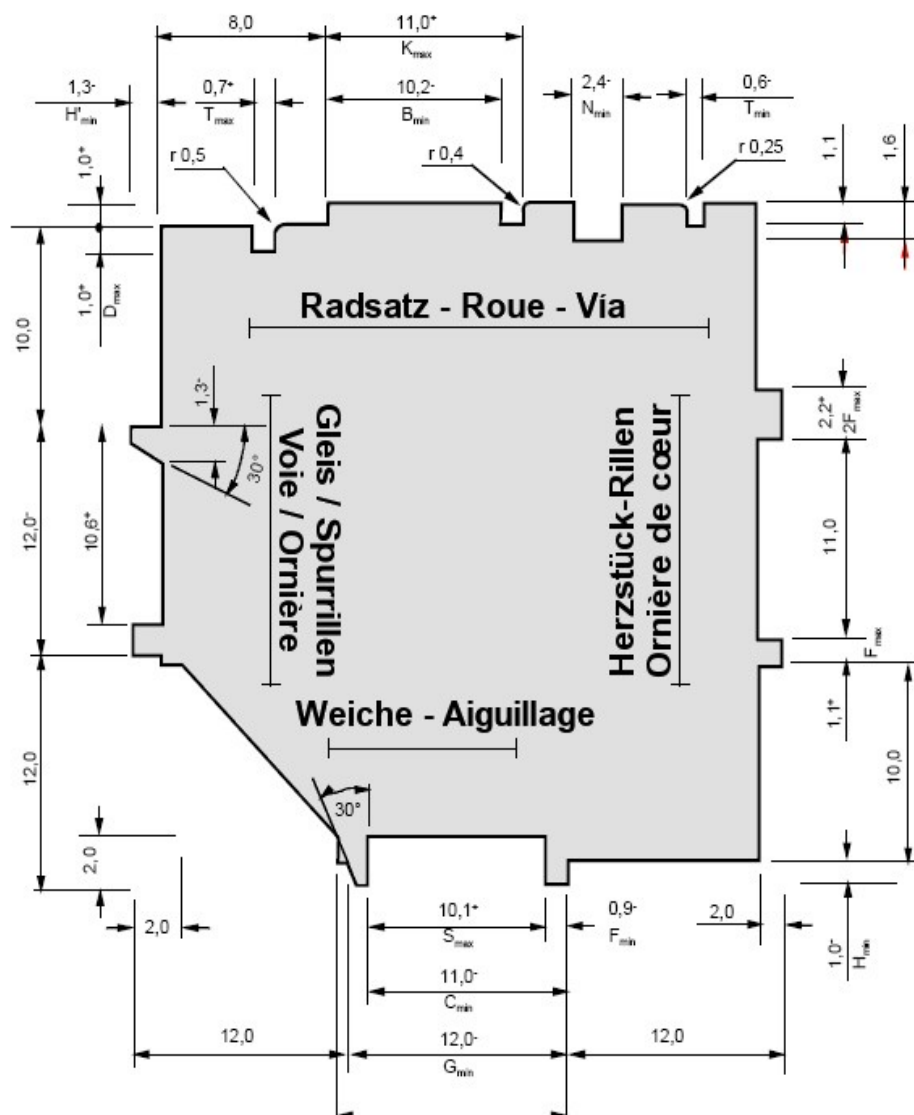 8,0
11,0⁺
Kmax
1,3⁻
H'min
0,7⁺
Tmax
10,2⁻
Bmin
2,4⁻
Nmin
0,6⁻
Tmin
1,0⁺
r 0,5
r 0,4
r 0,25
1,1
1,6
1,0⁺
Dmax
10,0
Radsatz - Roue - Vía
1,3⁻
30°
2,2⁺
2Fmax
12,0⁻
10,6⁺
Gleis / Spurrillen
Voie / Ornière
Herzstück-Rillen
Ornière de cœur
11,0
Fmax
1,1⁺
Weiche - Aiguillage
12,0
30°
10,0
2,0
2,0
10,1⁺
Smax
0,9⁻
Fmin
2,0
1,0⁻
Hmin
11,0⁻
Cmin
12,0
12,0⁻
Gmin
12,0